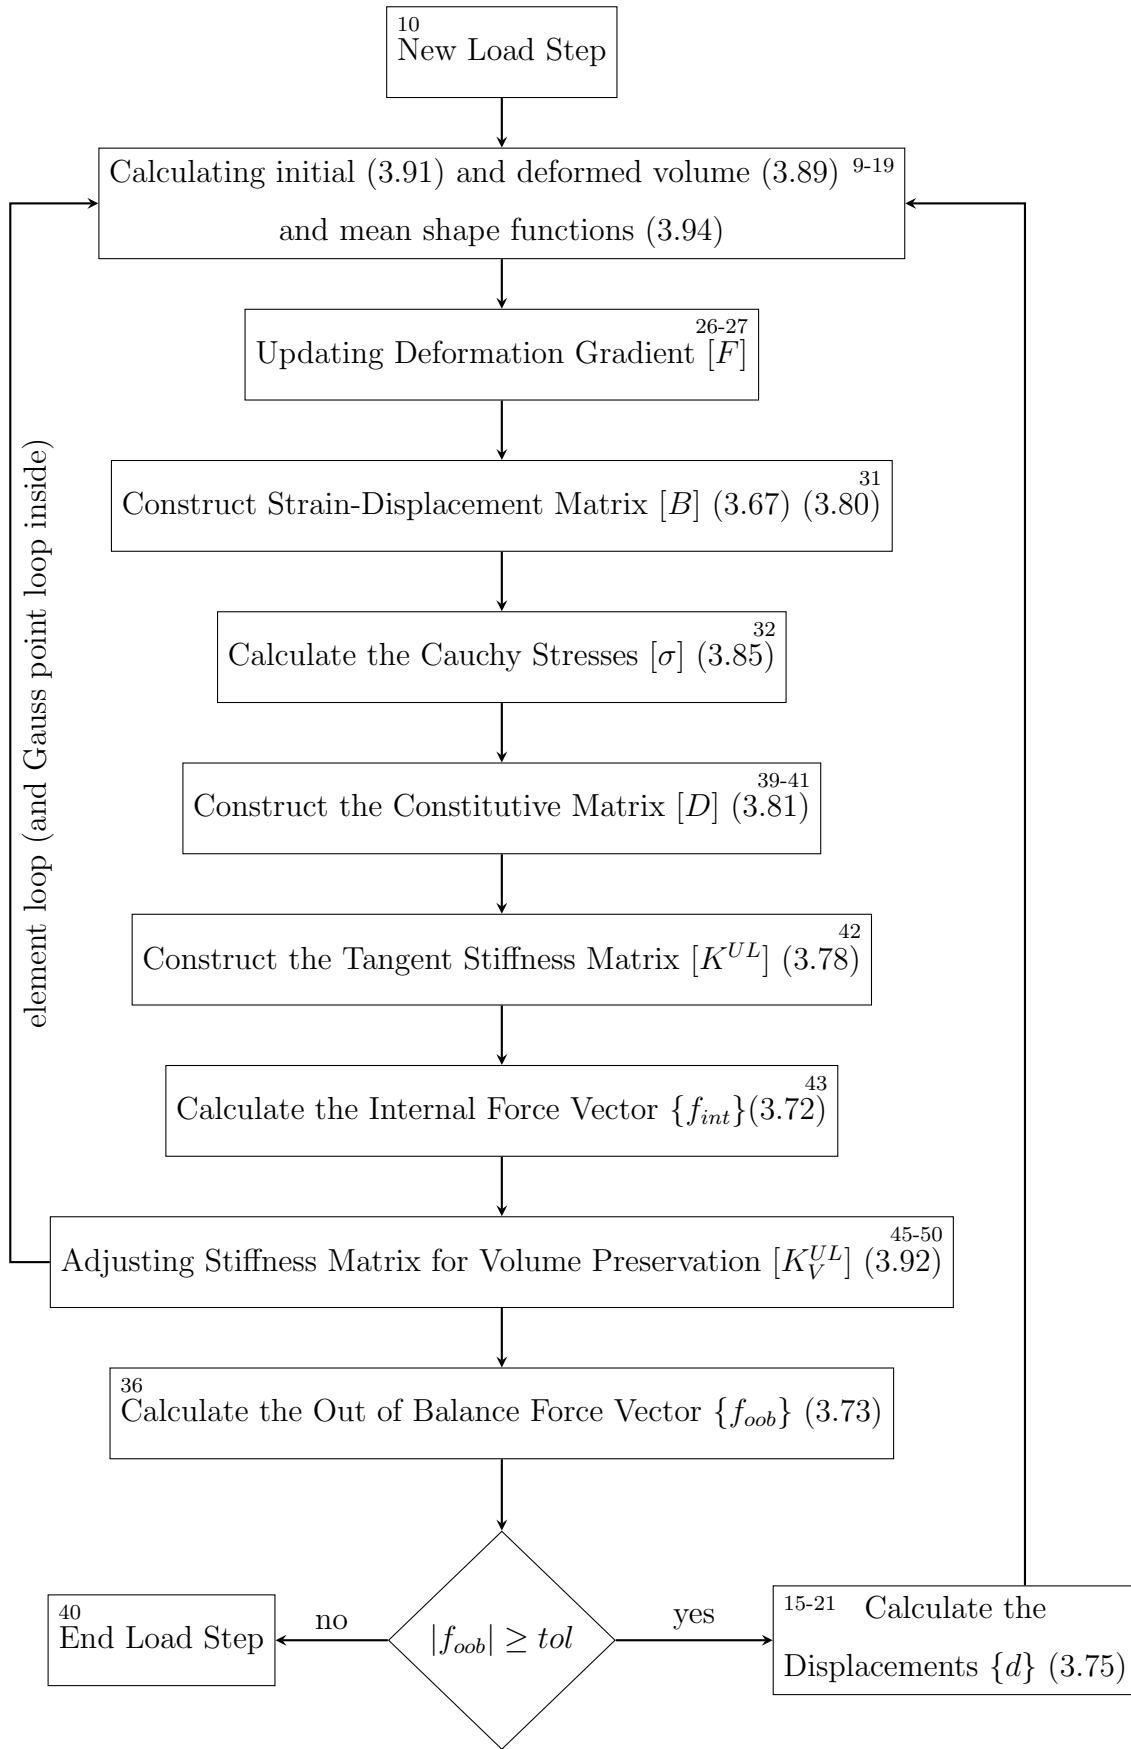 10
New Load Step
Calculating initial (3.91) and deformed volume (3.89) 9-19
and mean shape functions (3.94)
26-27
Updating Deformation Gradient [F]
31
Construct Strain-Displacement Matrix [B] (3.67) (3.80)
32
Calculate the Cauchy Stresses [σ] (3.85)
39-41
Construct the Constitutive Matrix [D] (3.81)
42
Construct the Tangent Stiffness Matrix [K^{UL}] (3.78)
43
Calculate the Internal Force Vector {f_{int}}(3.72)
45-50
Adjusting Stiffness Matrix for Volume Preservation [K_V^{UL}] (3.92)
element loop (and Gauss point loop inside)
36
Calculate the Out of Balance Force Vector {f_{oob}} (3.73)
|f_{oob}| ≥ tol
no
40
End Load Step
yes
15-21 Calculate the
Displacements {d} (3.75)